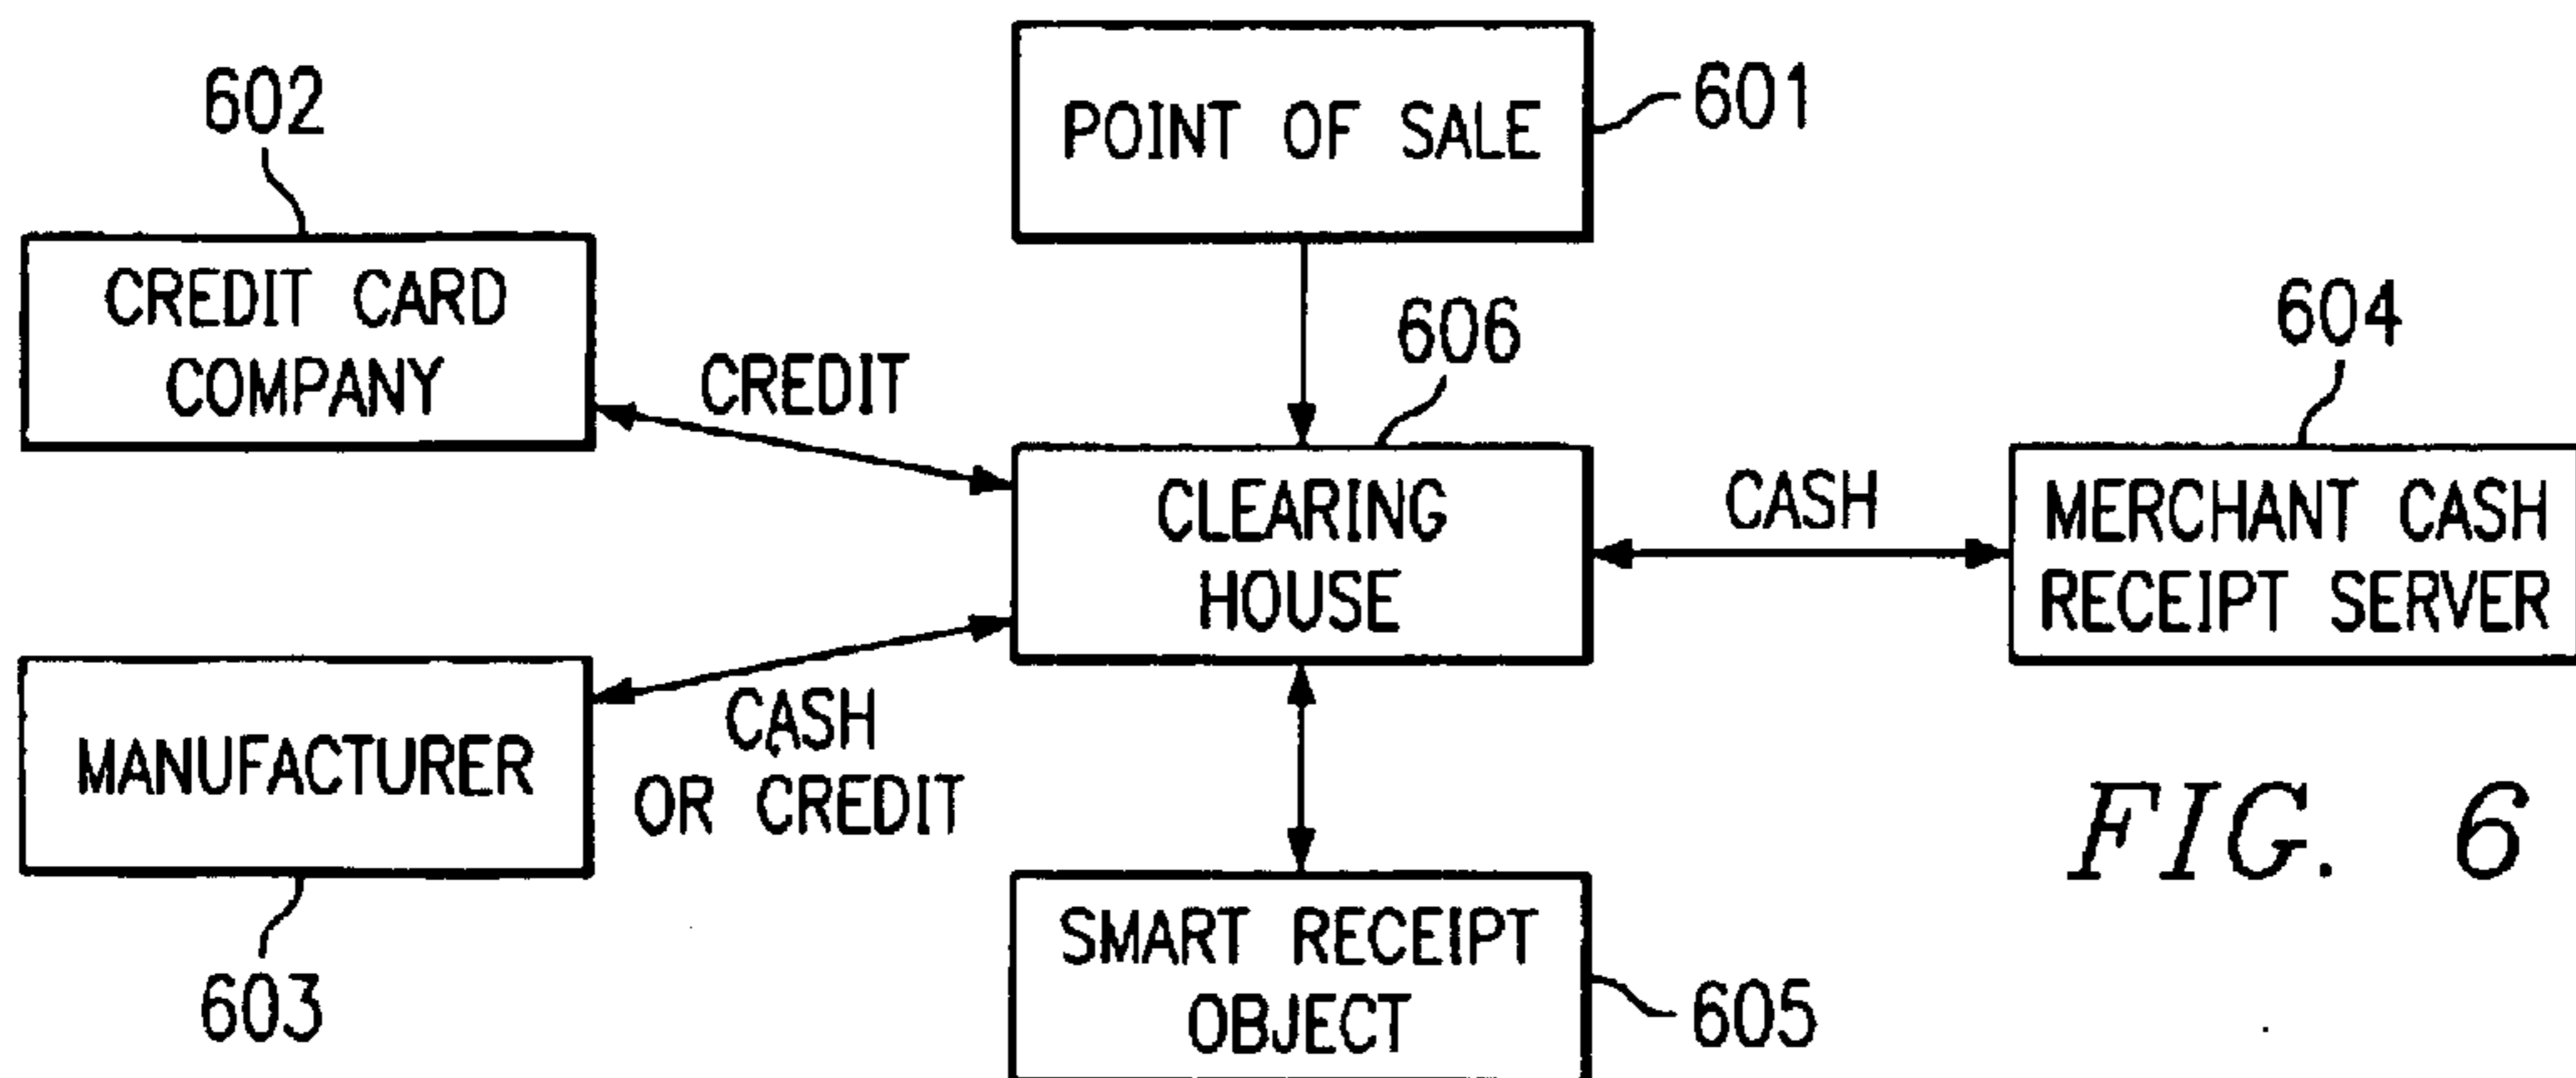 POINT OF SALE
601
602
CREDIT CARD
COMPANY
CREDIT
606
604
CLEARING
HOUSE
CASH
MERCHANT CASH
RECEIPT SERVER
MANUFACTURER
603
CASH
OR CREDIT
SMART RECEIPT
OBJECT
605
FIG. 6